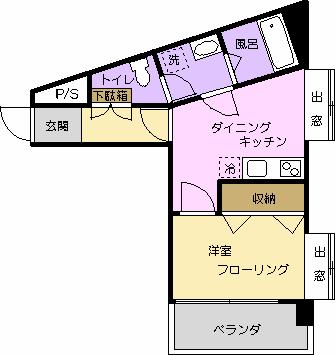 風呂
洗
トイレ
P/S
下駄箱
出窓
玄関
ダイニング
キッチン
冷
収納
洋室
フローリング
出窓
ベランダ